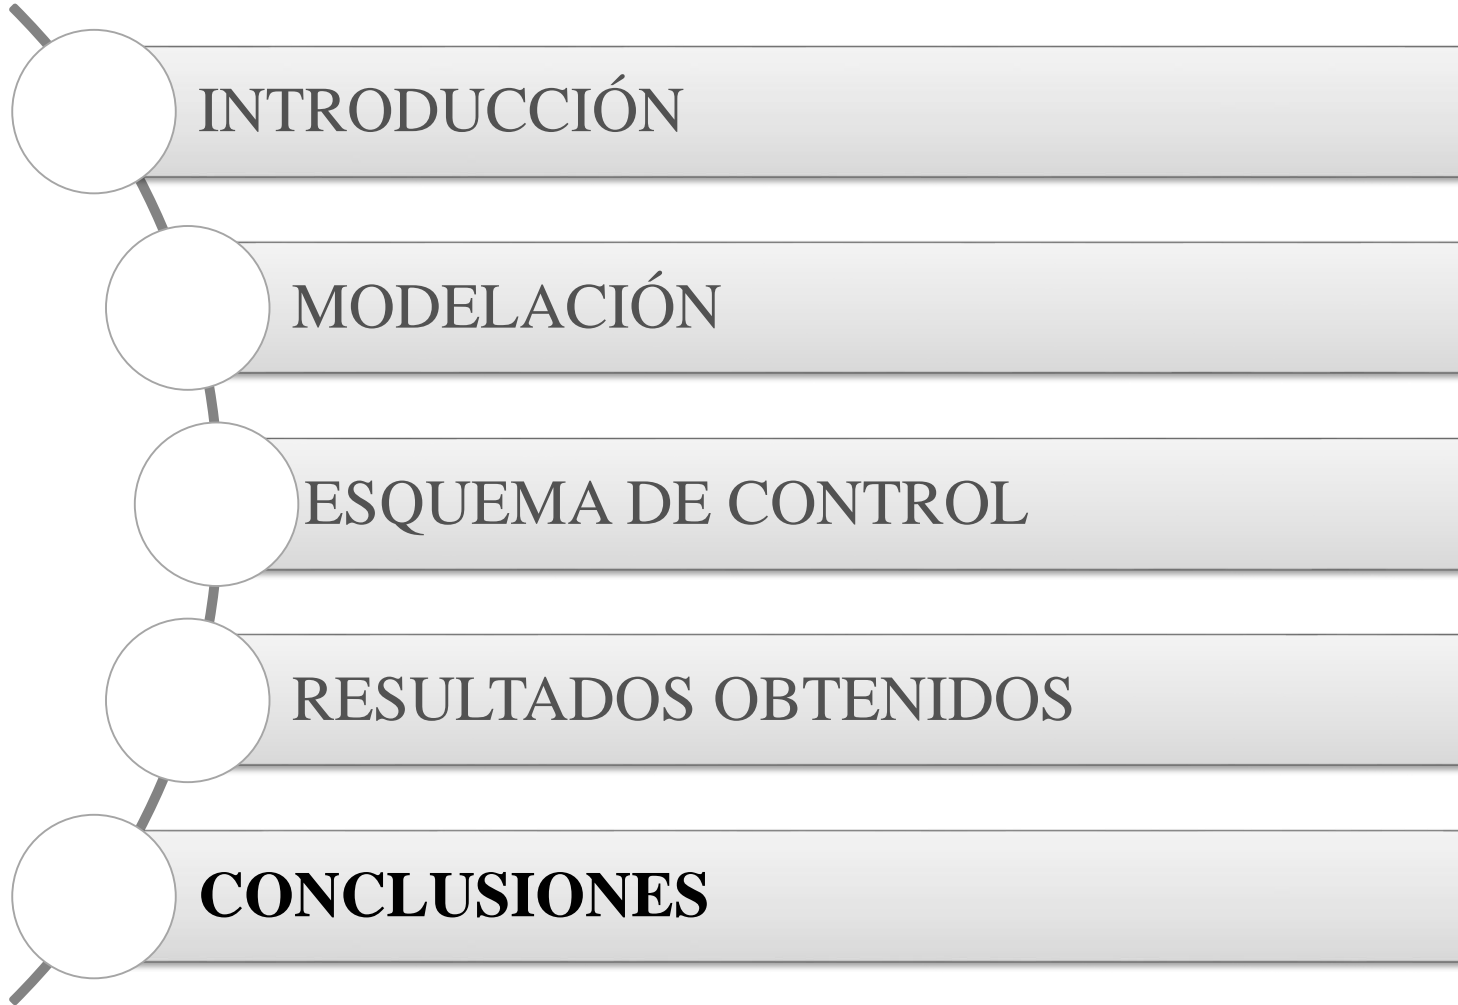 INTRODUCCIÓN
MODELACIÓN
ESQUEMA DE CONTROL
RESULTADOS OBTENIDOS
CONCLUSIONES